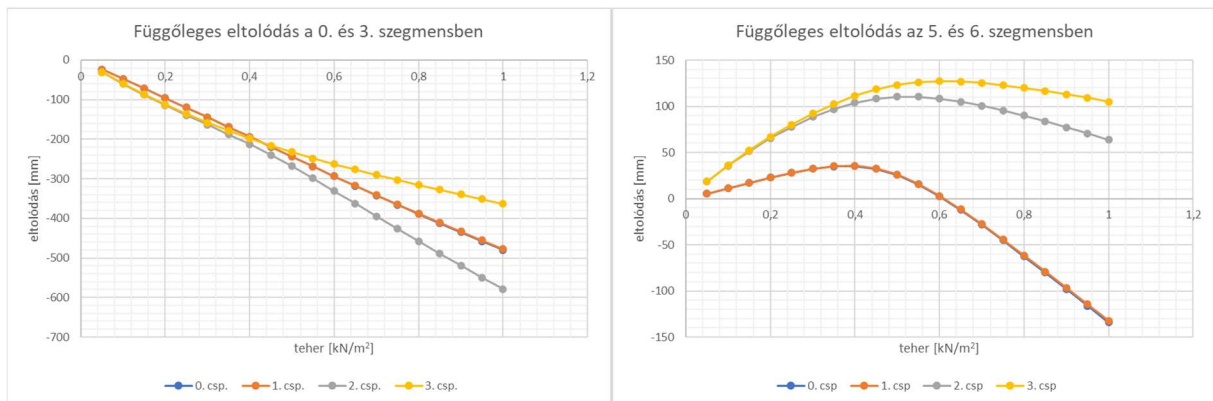 Függőleges eltolódás a 0. és 3. szegmensben
0
0 0,2 0,4 0,6 0,8 1 1,2
-100
-200
-300
-400
-500
-600
-700
eltolódás [mm]
teher [kN/m²]
0. csp. 1. csp. 2. csp. 3. csp.
Függőleges eltolódás az 5. és 6. szegmensben
150
100
50
0
0 0,2 0,4 0,6 0,8 1 1,2
-50
-100
-150
eltolódás [mm]
teher [kN/m²]
0. csp 1. csp 2. csp 3. csp